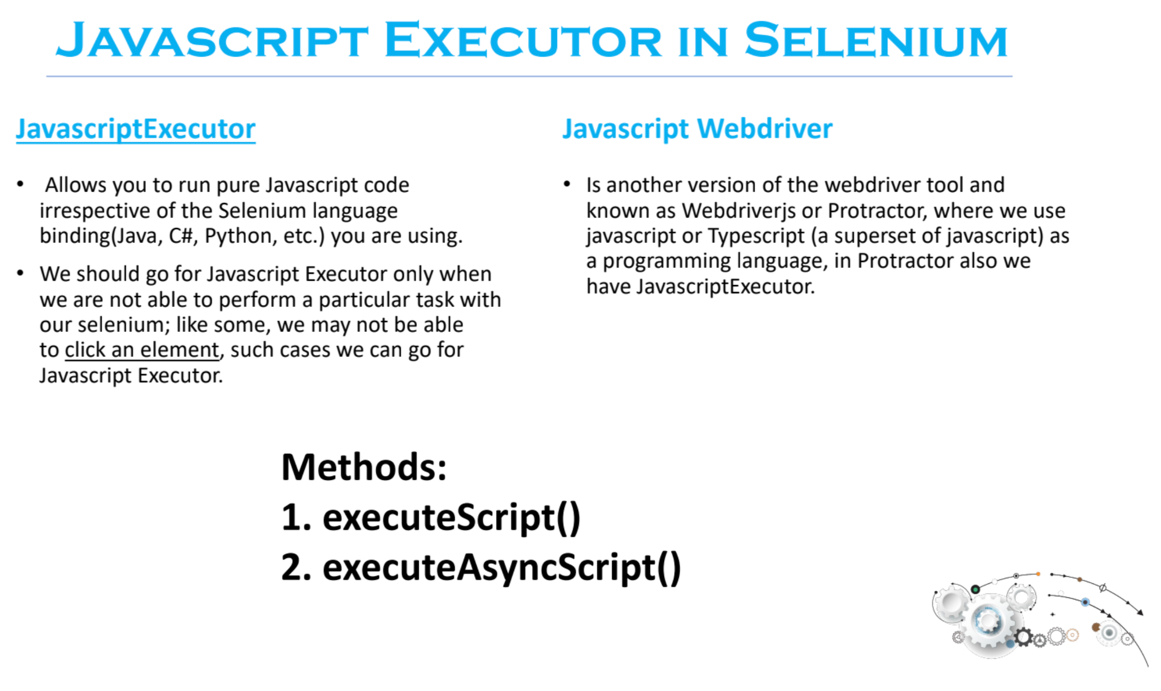 JAVASCRIPT EXECUTOR IN SELENIUM
JavascriptExecutor
• Allows you to run pure Javascript code
irrespective of the Selenium language
binding(Java, C#, Python, etc.) you are using.
• We should go for Javascript Executor only when
we are not able to perform a particular task with
our selenium; like some, we may not be able
to click an element, such cases we can go for
Javascript Executor.
Javascript Webdriver
• Is another version of the webdriver tool and
known as Webdriverjs or Protractor, where we use
javascript or Typescript (a superset of javascript) as
a programming language, in Protractor also we
have JavascriptExecutor.
Methods:
1. executeScript()
2. executeAsyncScript()